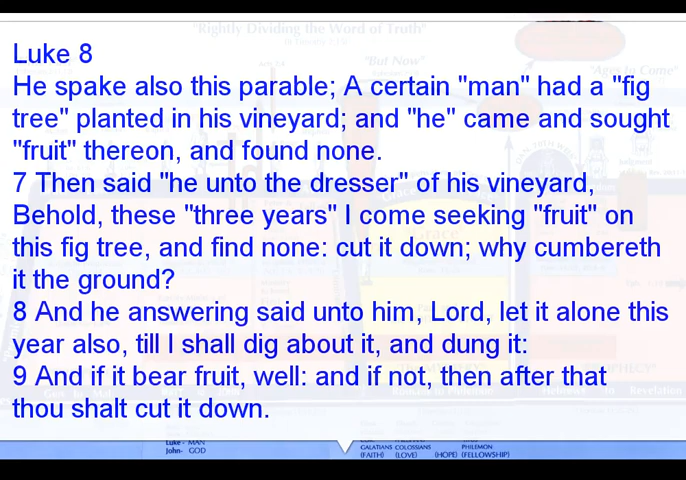 "Rightly Dividing the Word of Truth"
"But Now"
"Ages to Come"
Luke 8
He spake also this parable; A certain "man" had a "fig
tree" planted in his vineyard; and "he" came and sought
"fruit" thereon, and found none.
7 Then said "he unto the dresser" of his vineyard,
Behold, these "three years" I come seeking "fruit" on
this fig tree, and find none: cut it down; why cumbereth
it the ground?
8 And he answering said unto him, Lord, let it alone this
year also, till I shall dig about it, and dung it:
9 And if it bear fruit, well: and if not, then after that
thou shalt cut it down.
Luke - MAN
John- GOD
GALATIANS COLOSSIANS PHILEMON
(FAITH) (LOVE) (HOPE) (FELLOWSHIP)